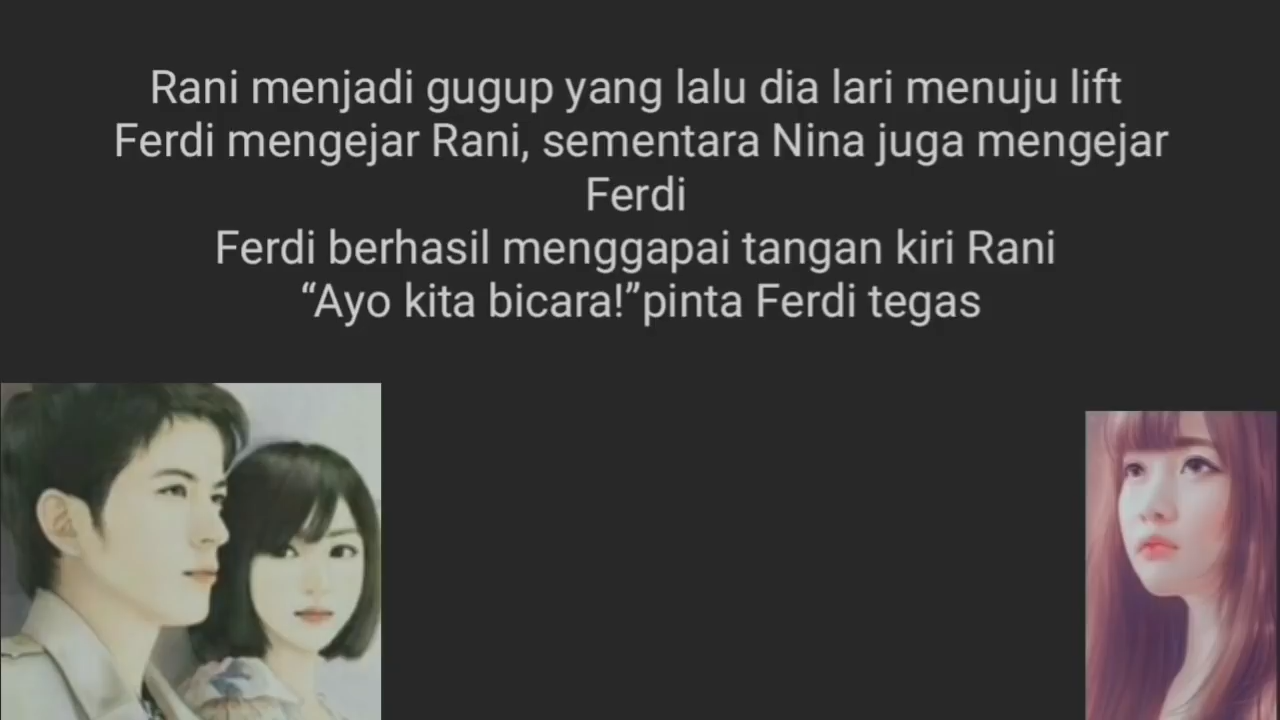 Rani menjadi gugup yang lalu dia lari menuju lift
Ferdi mengejar Rani, sementara Nina juga mengejar
Ferdi
Ferdi berhasil menggapai tangan kiri Rani
“Ayo kita bicara!”pinta Ferdi tegas